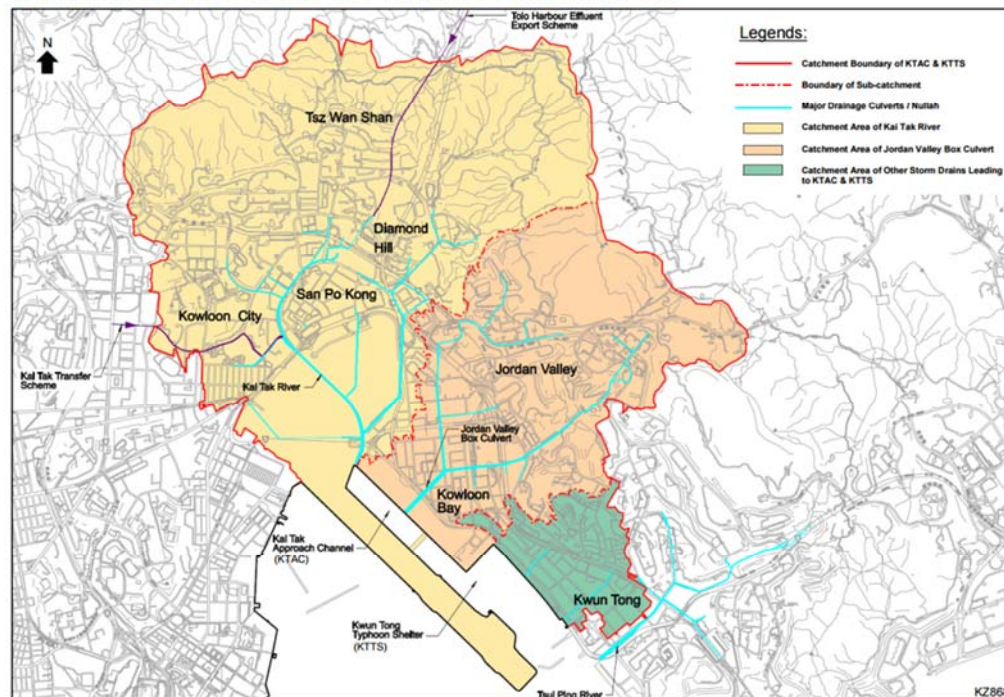 Tolo Harbour Effluent
Export Scheme
N
Legends:
Catchment Boundary of KTAC & KTTS
Boundary of Sub-catchment
Major Drainage Culverts / Nullah
Catchment Area of Kai Tak River
Catchment Area of Jordan Valley Box Culvert
Catchment Area of Other Storm Drains Leading
to KTAC & KTTS
Tsz Wan Shan
Diamond
Hill
San Po Kong
Kowloon City
Kai Tak Transfer
Scheme
Kai Tak River
Jordan Valley
Jordan Valley
Box Culvert
Kowloon
Bay
Kai Tak
Approach Channel
(KTAC)
Kwun Tong
Kwun Tong
Typhoon Shelter
(KTTS)
Tsui Ping River